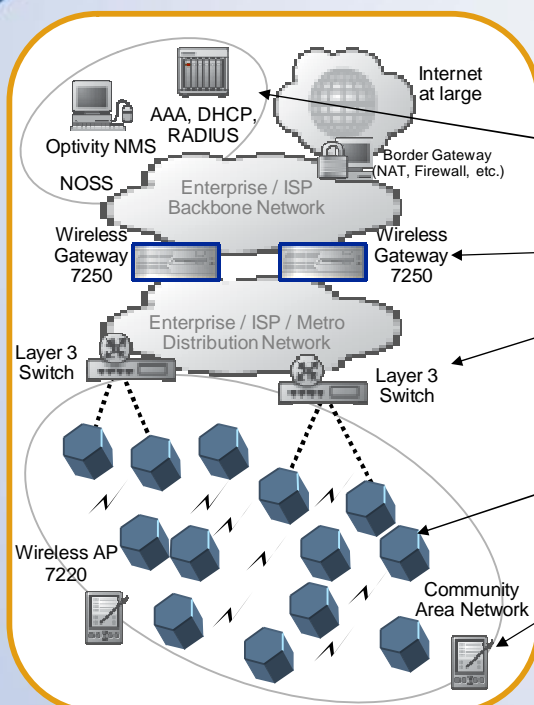 Internet
at large
AAA, DHCP,
RADIUS
Optivity NMS
NOSS
Border Gateway
(NAT, Firewall, etc.)
Enterprise / ISP
Backbone Network
Wireless
Gateway
7250
Wireless
Gateway
7250
Enterprise / ISP / Metro
Distribution Network
Layer 3
Switch
Layer 3
Switch
Wireless AP
7220
Community
Area Network